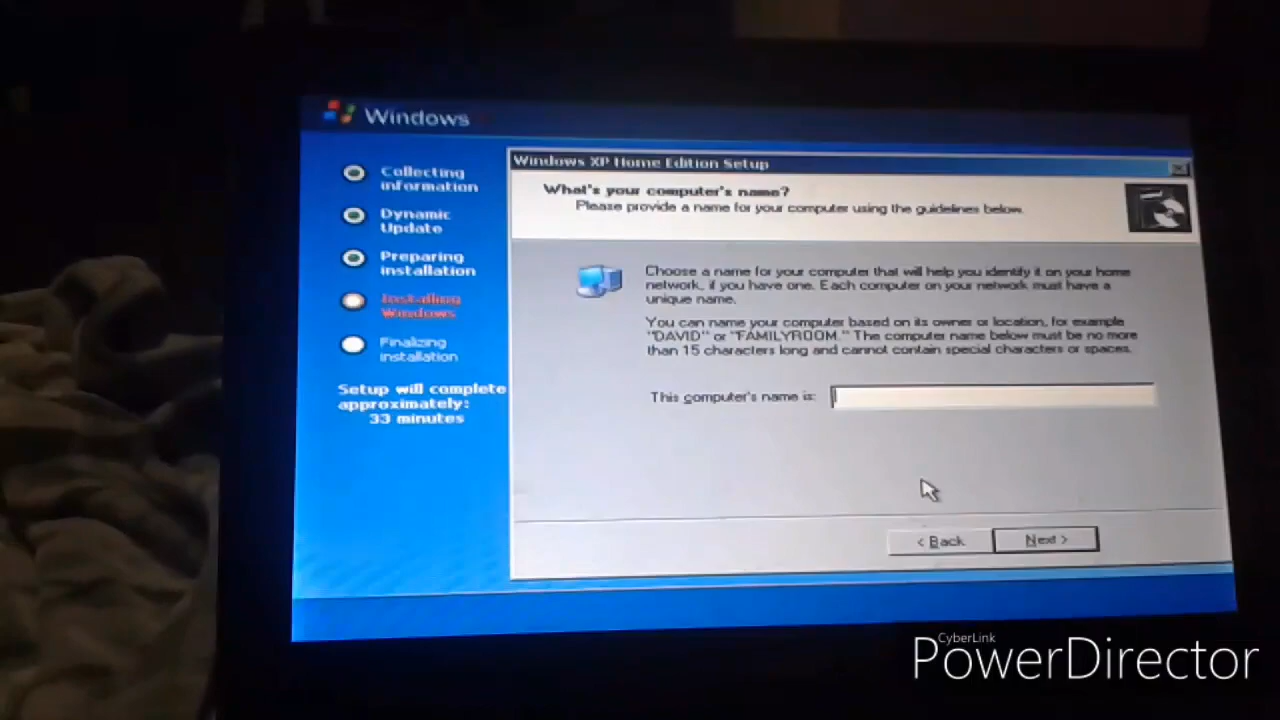 Windows
Collecting
information
Dynamic
Update
Preparing
installation
Installing
Windows
Finalizing
installation
Setup will complete
approximately:
33 minutes
Windows XP Home Edition Setup
What's your computer's name?
Please provide a name for your computer using the guidelines below.
Choose a name for your computer that will help you identify it on your home
network, if you have one. Each computer on your network must have a
unique name.
You can name your computer based on its owner or location, for example
"DAVID" or "FAMILYROOM." The computer name below must be no more
than 15 characters long and cannot contain special characters or spaces.
This computer's name is:
< Back
Next >
CyberLink
PowerDirector